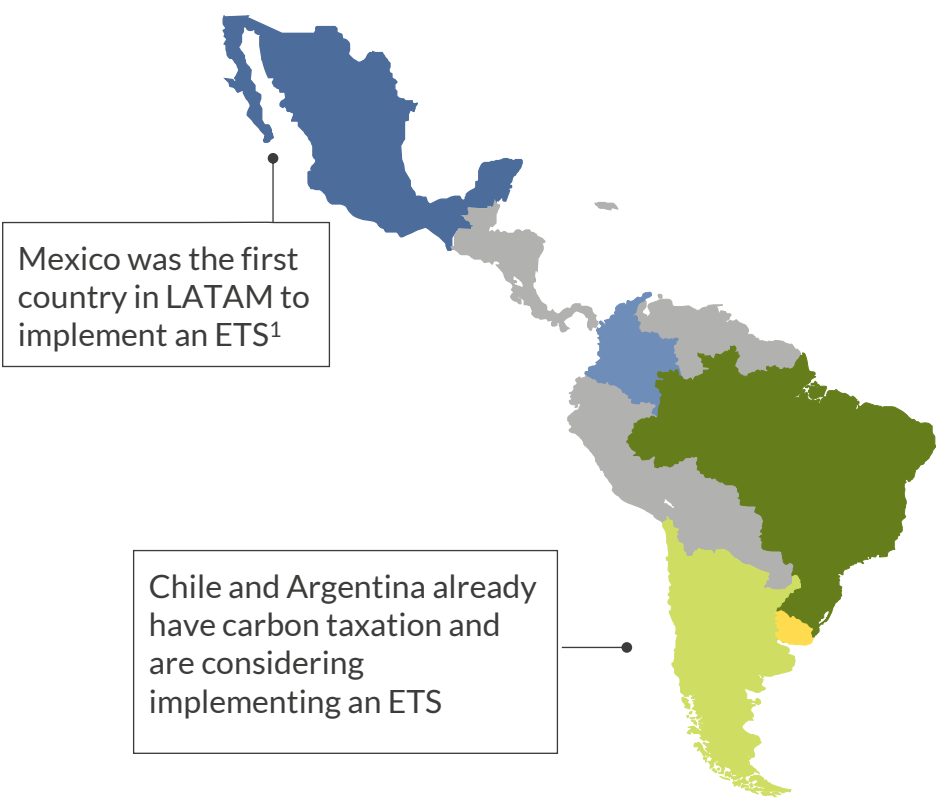 Mexico was the first
country in LATAM to
implement an ETS¹
Chile and Argentina already
have carbon taxation and
are considering
implementing an ETS